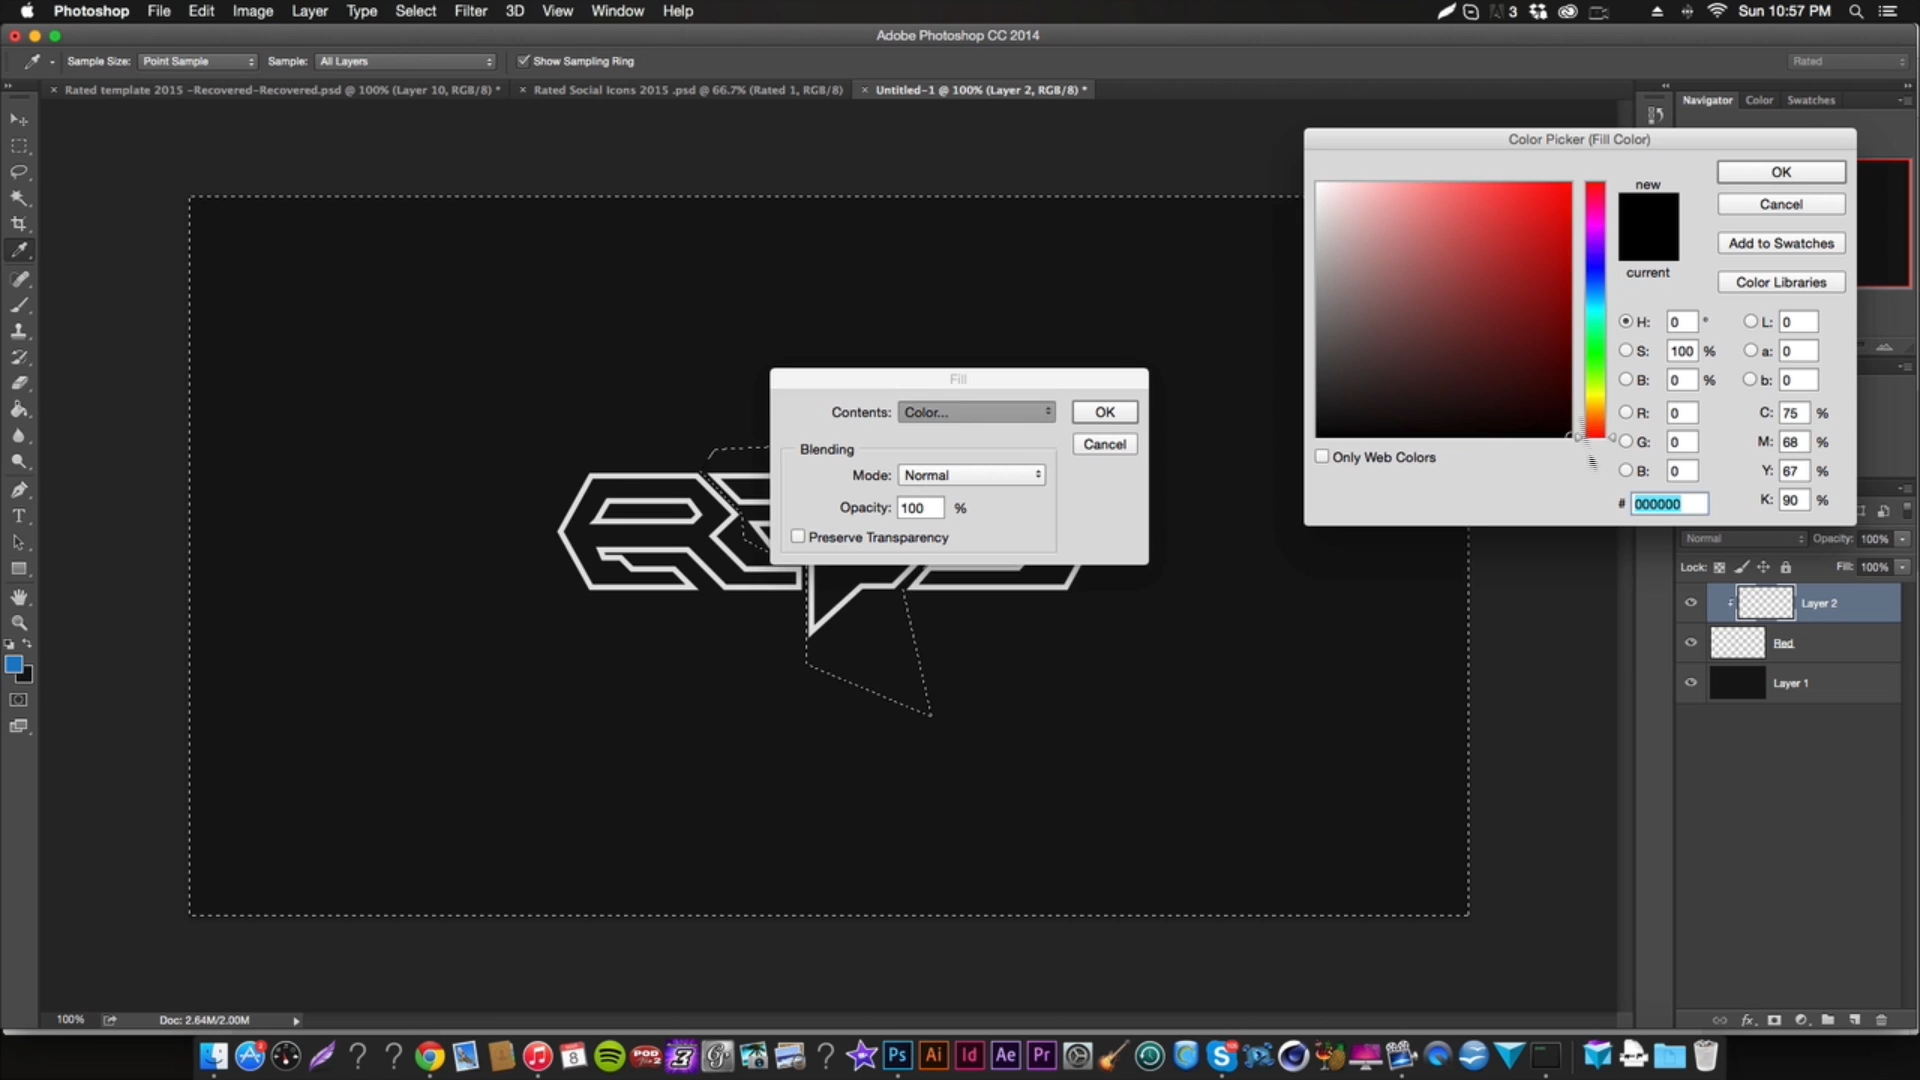 Photoshop File Edit Image Layer Type Select Filter 3D View Window Help 3 Sun 10:57 PM
Adobe Photoshop CC 2014
Sample Size: Point Sample Sample: All Layers Show Sampling Ring Rated
× Rated template 2015 -Recovered-Recovered.psd @ 100% (Layer 10, RGB/8) * × Rated Social Icons 2015 .psd @ 66.7% (Rated 1, RGB/8) × Untitled-1 @ 100% (Layer 2, RGB/8) *
Navigator Color Swatches
Color Picker (Fill Color)
new
current
OK
Cancel
Add to Swatches
Color Libraries
H: 0 ° L: 0
S: 100 % a: 0
B: 0 % b: 0
R: 0 C: 75 %
G: 0 M: 68 %
B: 0 Y: 67 %
# 000000 K: 90 %
Only Web Colors
Fill
Contents: Color... OK
Cancel
Blending
Mode: Normal
Opacity: 100 %
Preserve Transparency
Normal Opacity: 100%
Lock: Fill: 100%
Layer 2
Red
Layer 1
100% Doc: 2.64M/2.00M
8 POD Ps Ai Id Ae Pr